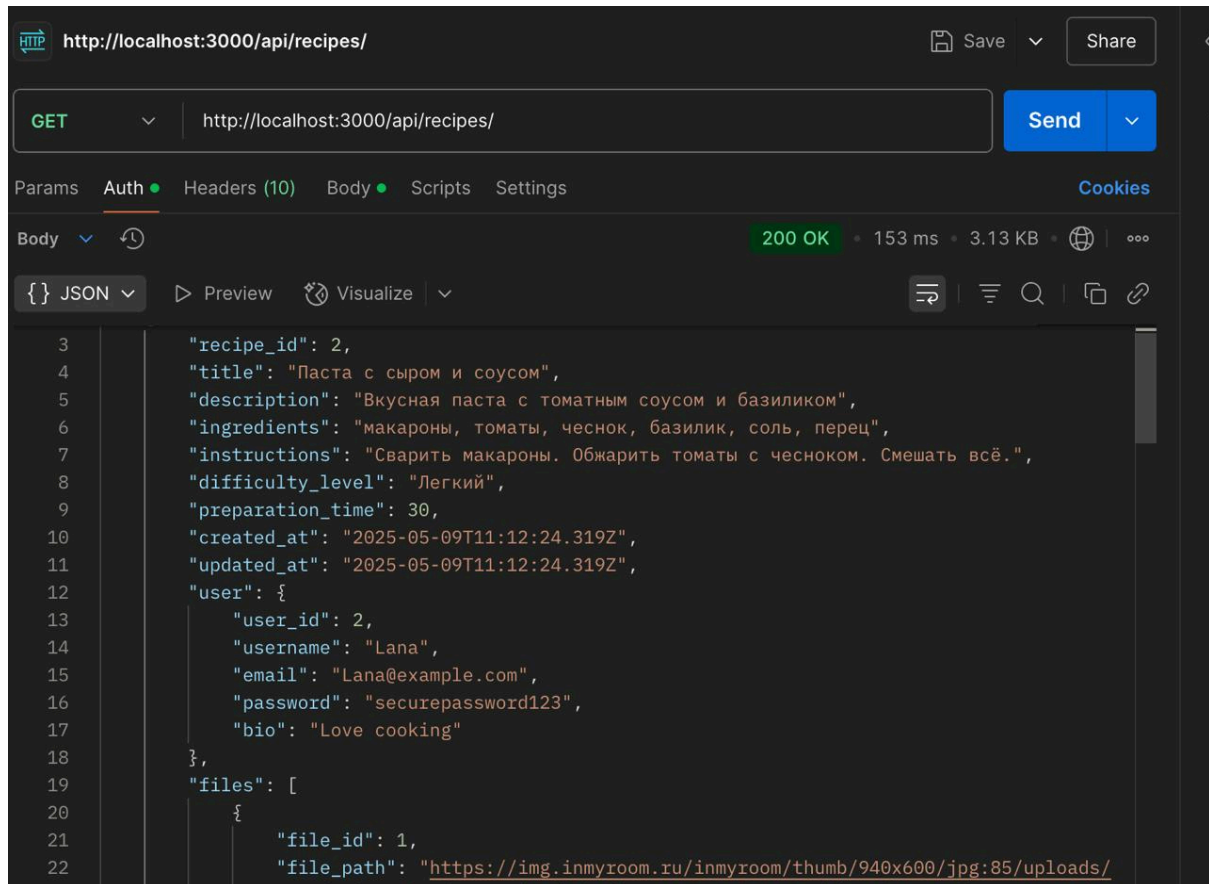 HTTP http://localhost:3000/api/recipes/ Save Share
GET http://localhost:3000/api/recipes/ Send
Params Auth Headers (10) Body Scripts Settings Cookies
Body 200 OK 153 ms 3.13 KB
{} JSON Preview Visualize
3 "recipe_id": 2,
4 "title": "Паста с сыром и соусом",
5 "description": "Вкусная паста с томатным соусом и базиликом",
6 "ingredients": "макароны, томаты, чеснок, базилик, соль, перец",
7 "instructions": "Сварить макароны. Обжарить томаты с чесноком. Смешать всё.",
8 "difficulty_level": "Легкий",
9 "preparation_time": 30,
10 "created_at": "2025-05-09T11:12:24.319Z",
11 "updated_at": "2025-05-09T11:12:24.319Z",
12 "user": {
13 "user_id": 2,
14 "username": "Lana",
15 "email": "Lana@example.com",
16 "password": "securepassword123",
17 "bio": "Love cooking"
18 },
19 "files": [
20 {
21 "file_id": 1,
22 "file_path": "https://img.inmyroom.ru/inmyroom/thumb/940x600/jpg:85/uploads/